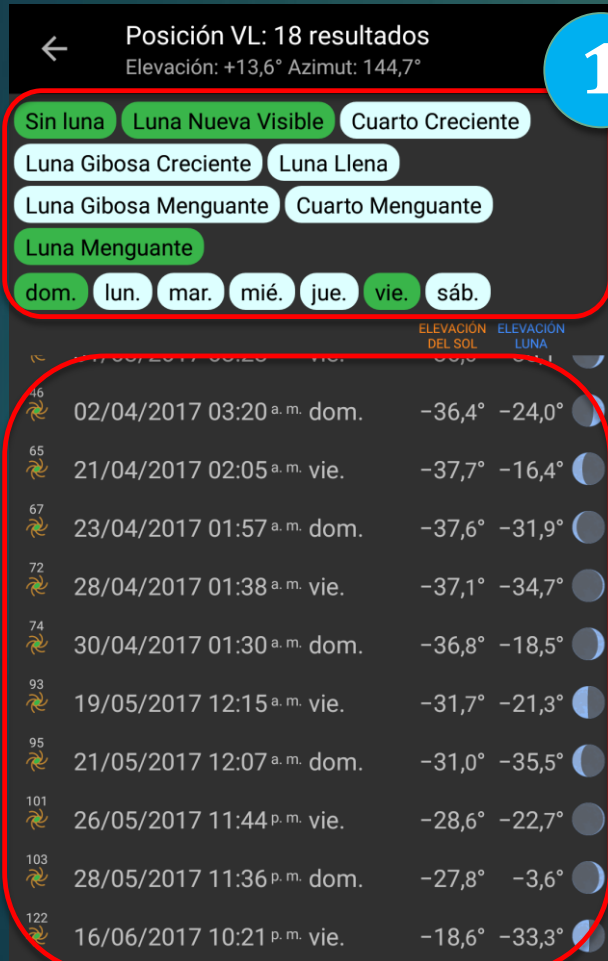 Posición VL: 18 resultados
Elevación: +13,6° Azimut: 144,7°
1
Sin luna Luna Nueva Visible Cuarto Creciente
Luna Gibosa Creciente Luna Llena
Luna Gibosa Menguante Cuarto Menguante
Luna Menguante
dom. lun. mar. mié. jue. vie. sáb.
ELEVACIÓN DEL SOL ELEVACIÓN LUNA
46 02/04/2017 03:20 a. m. dom. −36,4° −24,0°
65 21/04/2017 02:05 a. m. vie. −37,7° −16,4°
67 23/04/2017 01:57 a. m. dom. −37,6° −31,9°
72 28/04/2017 01:38 a. m. vie. −37,1° −34,7°
74 30/04/2017 01:30 a. m. dom. −36,8° −18,5°
93 19/05/2017 12:15 a. m. vie. −31,7° −21,3°
95 21/05/2017 12:07 a. m. dom. −31,0° −35,5°
101 26/05/2017 11:44 p. m. vie. −28,6° −22,7°
103 28/05/2017 11:36 p. m. dom. −27,8° −3,6°
122 16/06/2017 10:21 p. m. vie. −18,6° −33,3°